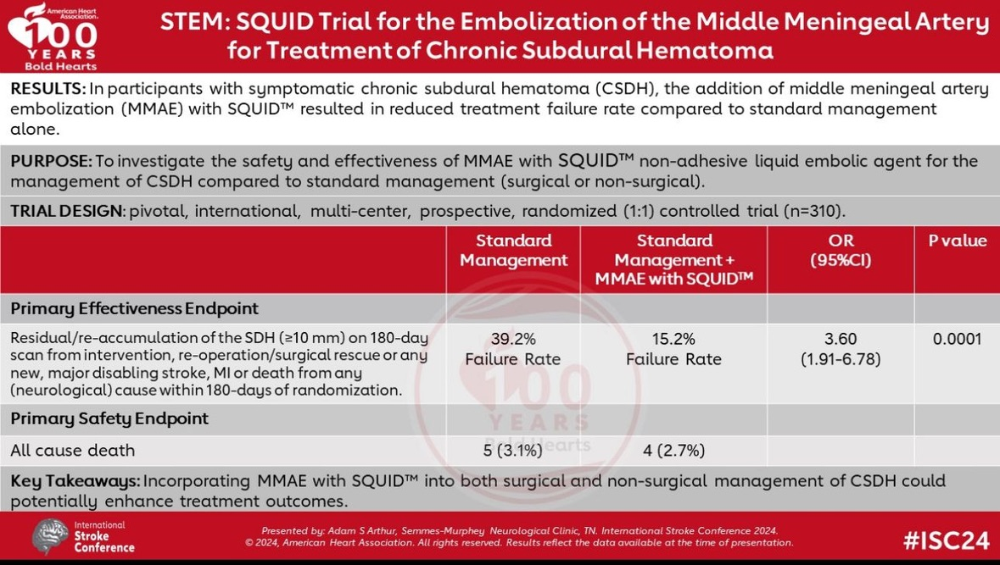 American Heart Association.
100
YEARS
Bold Hearts
STEM: SQUID Trial for the Embolization of the Middle Meningeal Artery
for Treatment of Chronic Subdural Hematoma
RESULTS: In participants with symptomatic chronic subdural hematoma (CSDH), the addition of middle meningeal artery
embolization (MMAE) with SQUID™ resulted in reduced treatment failure rate compared to standard management
alone.
PURPOSE: To investigate the safety and effectiveness of MMAE with SQUID™ non-adhesive liquid embolic agent for the
management of CSDH compared to standard management (surgical or non-surgical).
TRIAL DESIGN: pivotal, international, multi-center, prospective, randomized (1:1) controlled trial (n=310).
Standard
Management
Standard
Management +
MMAE with SQUID™
OR
(95%CI)
P value
Primary Effectiveness Endpoint
Residual/re-accumulation of the SDH (≥10 mm) on 180-day
scan from intervention, re-operation/surgical rescue or any
new, major disabling stroke, MI or death from any
(neurological) cause within 180-days of randomization.
39.2%
Failure Rate
15.2%
Failure Rate
3.60
(1.91-6.78)
0.0001
100
YEARS
Bold Hearts
Primary Safety Endpoint
All cause death
5 (3.1%)
4 (2.7%)
Key Takeaways: Incorporating MMAE with SQUID™ into both surgical and non-surgical management of CSDH could
potentially enhance treatment outcomes.
International
Stroke
Conference
Presented by: Adam S Arthur, Semmes-Murphey Neurological Clinic, TN. International Stroke Conference 2024.
© 2024, American Heart Association. All rights reserved. Results reflect the data available at the time of presentation.
#ISC24